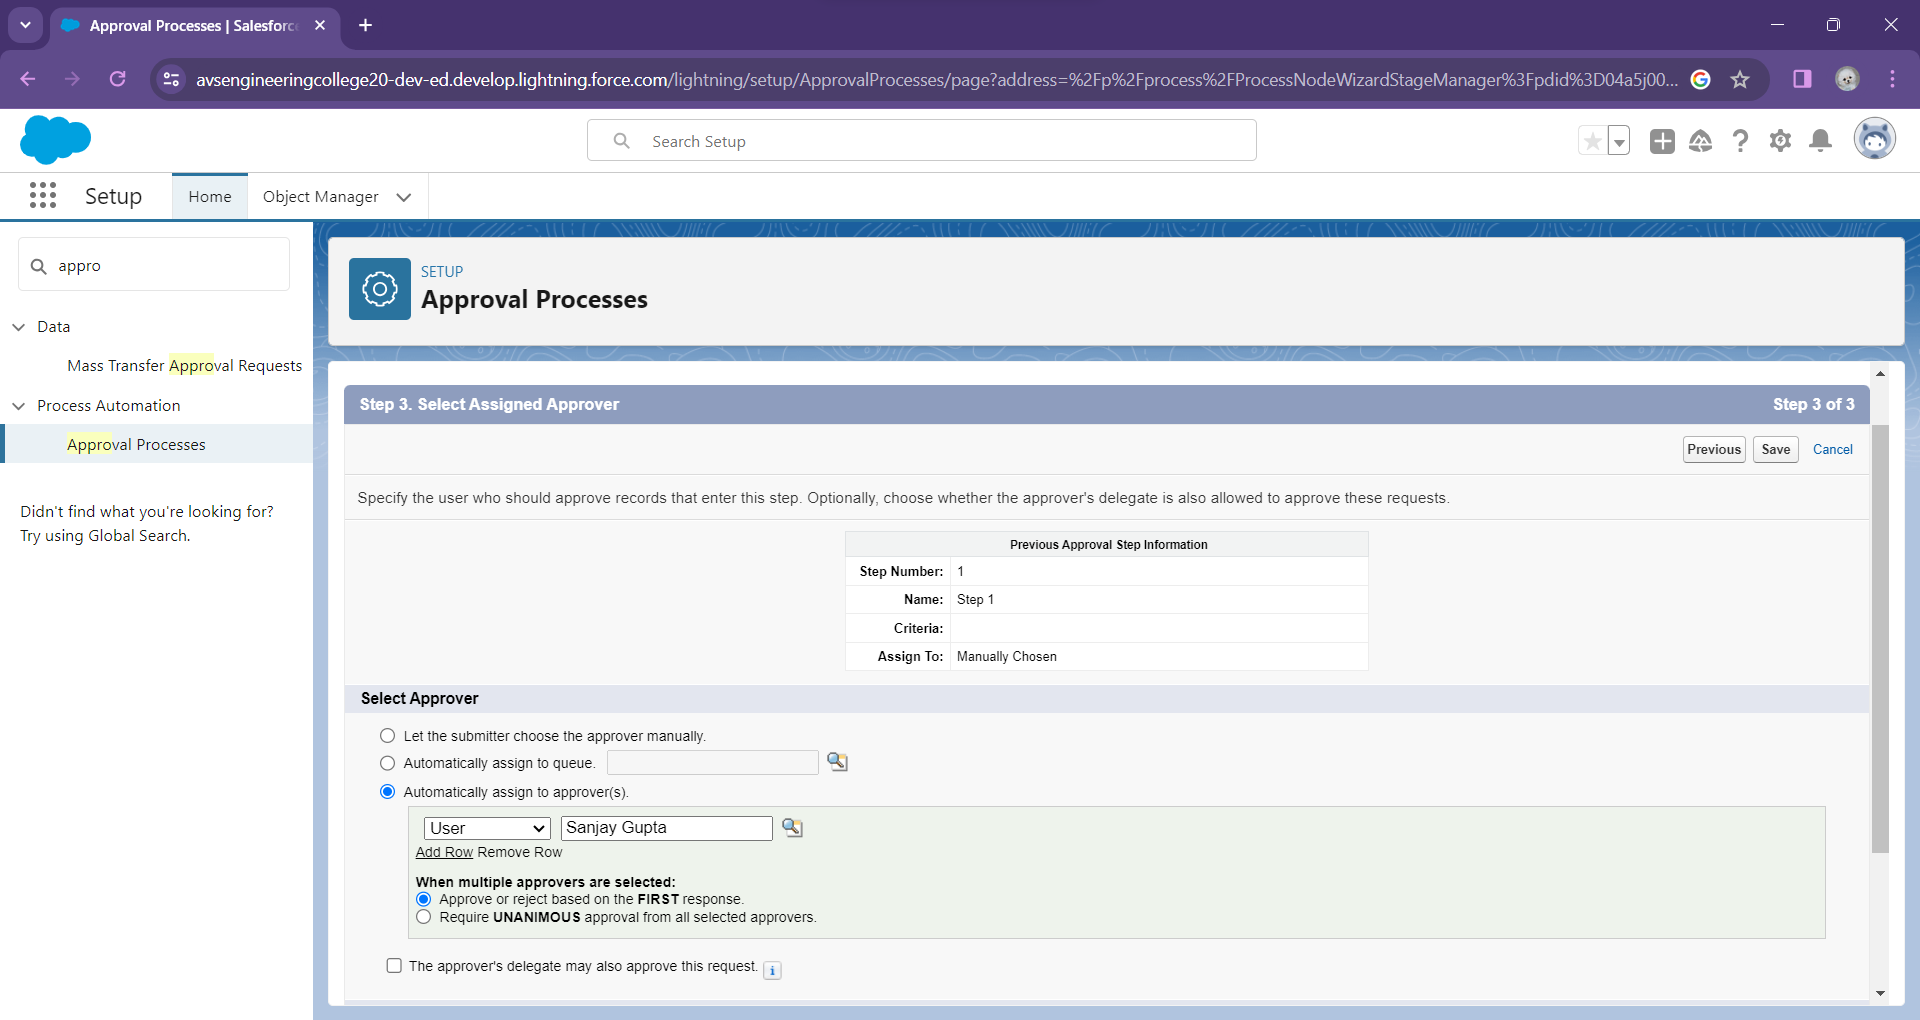 Approval Processes | Salesforc
avsengineeringcollege20-dev-ed.develop.lightning.force.com/lightning/setup/ApprovalProcesses/page?address=%2Fp%2Fprocess%2FProcessNodeWizardStageManager%3Fpdid%3D04a5j00...
Search Setup
Setup
Home
Object Manager
appro
Data
Mass Transfer Approval Requests
Process Automation
Approval Processes
Didn't find what you're looking for?
Try using Global Search.
SETUP
Approval Processes
Step 3. Select Assigned Approver
Step 3 of 3
Previous
Save
Cancel
Specify the user who should approve records that enter this step. Optionally, choose whether the approver's delegate is also allowed to approve these requests.
Previous Approval Step Information
Step Number: 1
Name: Step 1
Criteria:
Assign To: Manually Chosen
Select Approver
Let the submitter choose the approver manually.
Automatically assign to queue.
Automatically assign to approver(s).
User Sanjay Gupta
Add Row Remove Row
When multiple approvers are selected:
Approve or reject based on the FIRST response.
Require UNANIMOUS approval from all selected approvers.
The approver's delegate may also approve this request. i